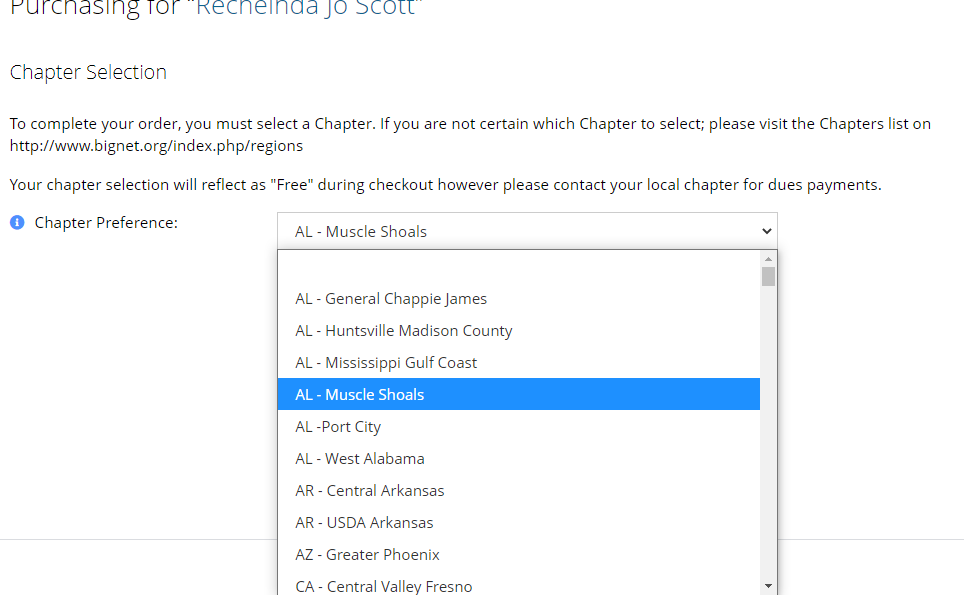 Purchasing for "Rechelnda Jo Scott"
Chapter Selection
To complete your order, you must select a Chapter. If you are not certain which Chapter to select; please visit the Chapters list on
http://www.bignet.org/index.php/regions
Your chapter selection will reflect as "Free" during checkout however please contact your local chapter for dues payments.
Chapter Preference:
AL - Muscle Shoals
AL - General Chappie James
AL - Huntsville Madison County
AL - Mississippi Gulf Coast
AL - Muscle Shoals
AL -Port City
AL - West Alabama
AR - Central Arkansas
AR - USDA Arkansas
AZ - Greater Phoenix
CA - Central Valley Fresno